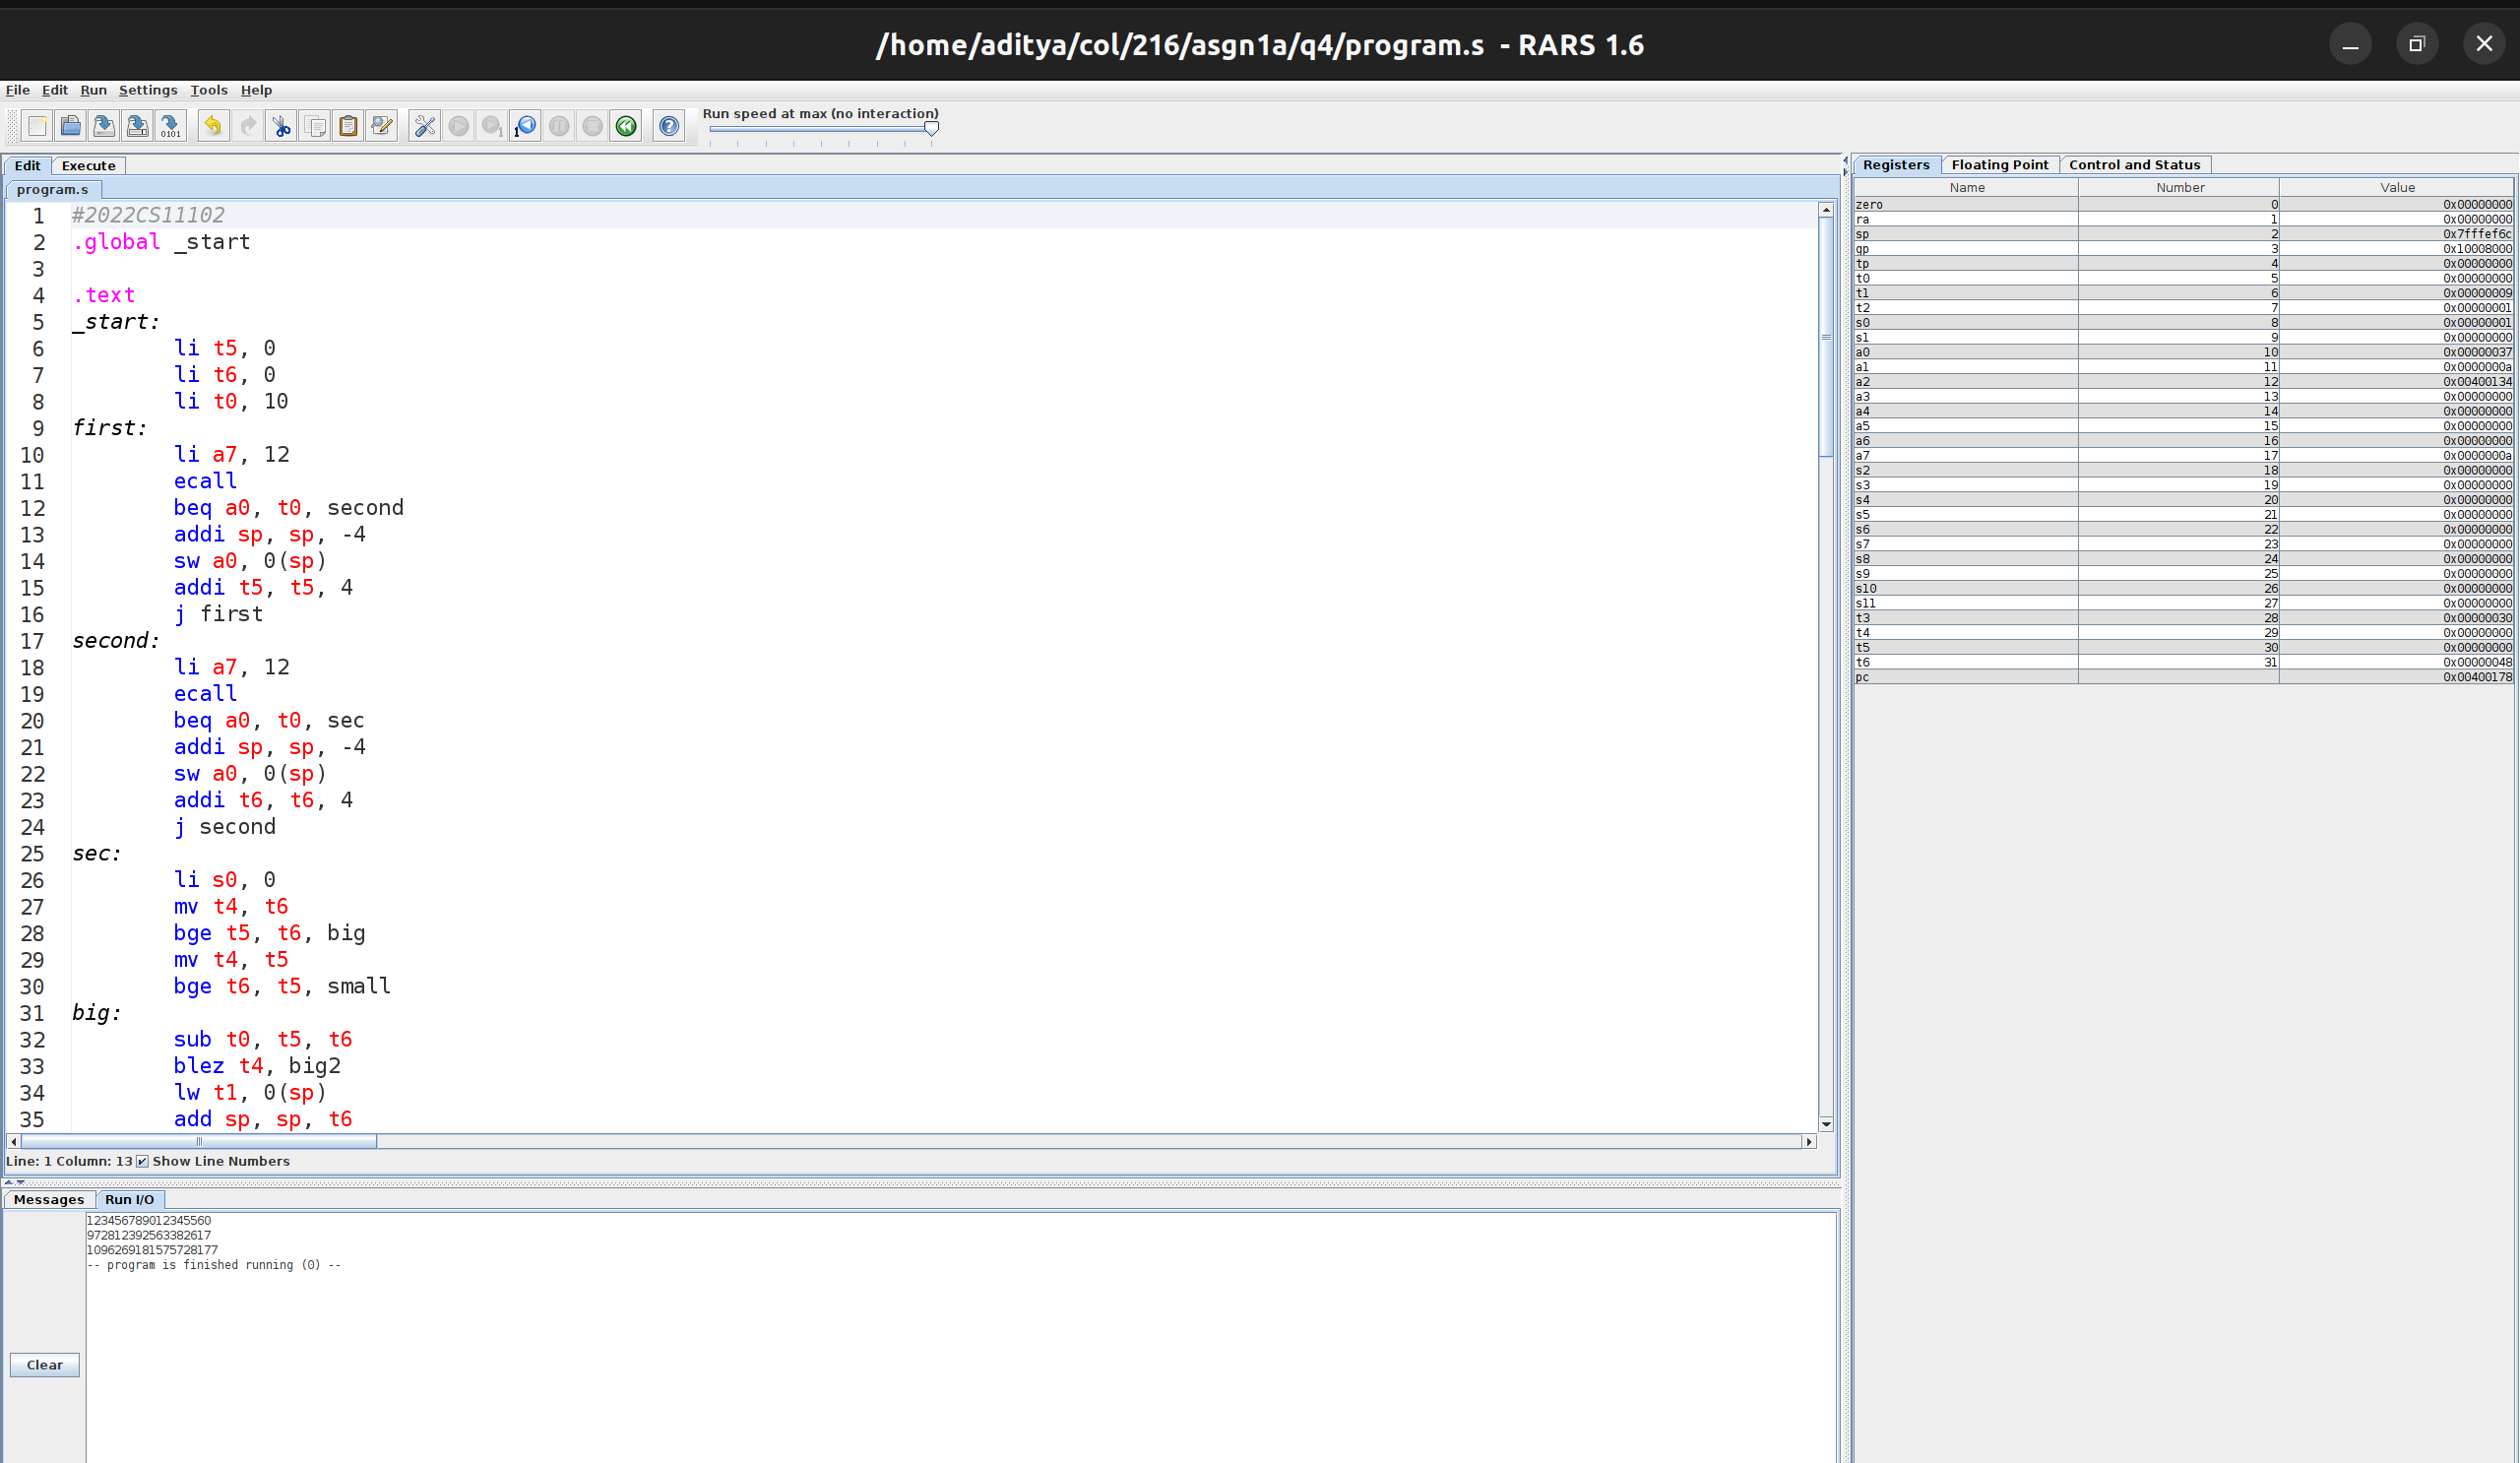 /home/aditya/col/216/asgn1a/q4/program.s - RARS 1.6
File Edit Run Settings Tools Help
Run speed at max (no interaction)
Edit Execute
program.s
1 #2022CS11102
2 .global _start
3
4 .text
5 _start:
6 li t5, 0
7 li t6, 0
8 li t0, 10
9 first:
10 li a7, 12
11 ecall
12 beq a0, t0, second
13 addi sp, sp, -4
14 sw a0, 0(sp)
15 addi t5, t5, 4
16 j first
17 second:
18 li a7, 12
19 ecall
20 beq a0, t0, sec
21 addi sp, sp, -4
22 sw a0, 0(sp)
23 addi t6, t6, 4
24 j second
25 sec:
26 li s0, 0
27 mv t4, t6
28 bge t5, t6, big
29 mv t4, t5
30 bge t6, t5, small
31 big:
32 sub t0, t5, t6
33 blez t4, big2
34 lw t1, 0(sp)
35 add sp, sp, t6
Line: 1 Column: 13 Show Line Numbers
Messages Run I/O
Clear
123456789012345560
972812392563382617
1096269181575728177
-- program is finished running (0) --
Registers Floating Point Control and Status
Name Number Value
zero 0 0x00000000
ra 1 0x00000000
sp 2 0x7fffef6c
gp 3 0x10008000
tp 4 0x00000000
t0 5 0x00000000
t1 6 0x00000009
t2 7 0x00000001
s0 8 0x00000001
s1 9 0x00000000
a0 10 0x00000037
a1 11 0x0000000a
a2 12 0x00400134
a3 13 0x00000000
a4 14 0x00000000
a5 15 0x00000000
a6 16 0x00000000
a7 17 0x0000000a
s2 18 0x00000000
s3 19 0x00000000
s4 20 0x00000000
s5 21 0x00000000
s6 22 0x00000000
s7 23 0x00000000
s8 24 0x00000000
s9 25 0x00000000
s10 26 0x00000000
s11 27 0x00000000
t3 28 0x00000030
t4 29 0x00000000
t5 30 0x00000000
t6 31 0x00000048
pc 0x00400178